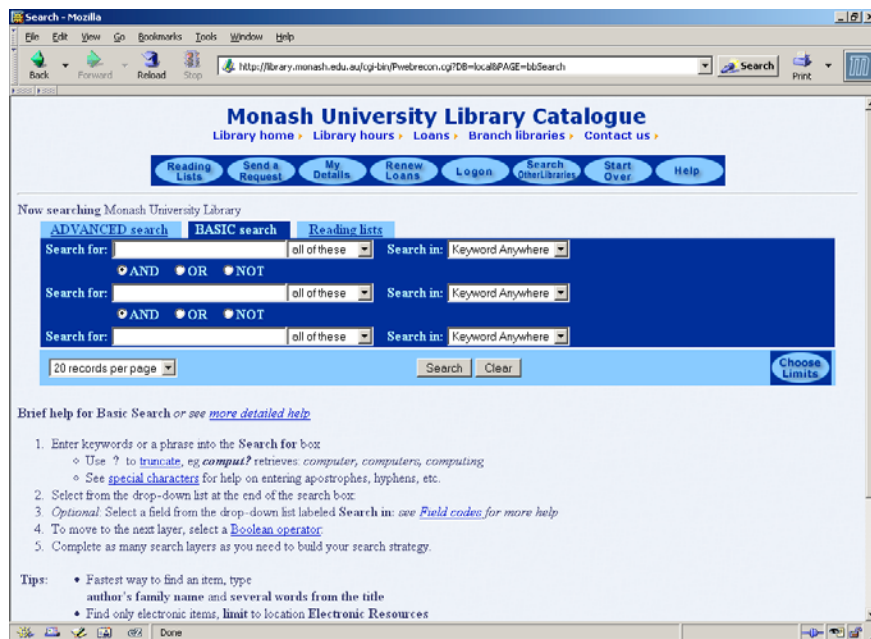 Search - Mozilla
File Edit View Go Bookmarks Tools Window Help
Back Forward Reload Stop http://library.monash.edu.au/cgi-bin/Pwebrecon.cgi?DB=local&PAGE=bbSearch Search Print
Monash University Library Catalogue
Library home Library hours Loans Branch libraries Contact us
Reading Lists Send a Request My Details Renew Loans Logon Search OtherLibraries Start Over Help
Now searching Monash University Library
ADVANCED search BASIC search Reading lists
Search for: all of these Search in: Keyword Anywhere
AND OR NOT
Search for: all of these Search in: Keyword Anywhere
AND OR NOT
Search for: all of these Search in: Keyword Anywhere
20 records per page Search Clear Choose Limits
Brief help for Basic Search or see more detailed help
1. Enter keywords or a phrase into the Search for box
Use ? to truncate, eg comput? retrieves: computer, computers, computing
See special characters for help on entering apostrophes, hyphens, etc.
2. Select from the drop-down list at the end of the search box
3. Optional: Select a field from the drop-down list labeled Search in: see Field codes for more help
4. To move to the next layer, select a Boolean operator
5. Complete as many search layers as you need to build your search strategy.
Tips: • Fastest way to find an item, type
author's family name and several words from the title
• Find only electronic items, limit to location Electronic Resources
Done